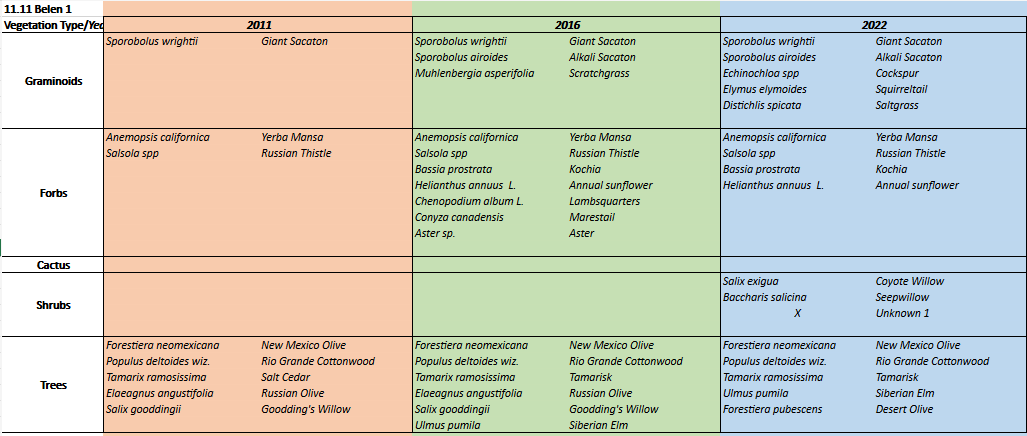 11.11 Belen 1
Vegetation Type/Yea 2011 2016 2022
Sporobolus wrightii Giant Sacaton Sporobolus wrightii Giant Sacaton Sporobolus wrightii Giant Sacaton
Sporobolus airoides Alkali Sacaton Sporobolus airoides Alkali Sacaton
Graminoids Muhlenbergia asperifolia Scratchgrass Echinochloa spp Cockspur
Elymus elymoides Squirreltail
Distichlis spicata Saltgrass
Anemopsis californica Yerba Mansa Anemopsis californica Yerba Mansa Anemopsis californica Yerba Mansa
Salsola spp Russian Thistle Salsola spp Russian Thistle Salsola spp Russian Thistle
Bassia prostrata Kochia Bassia prostrata Kochia
Forbs Helianthus annuus L. Annual sunflower Helianthus annuus L. Annual sunflower
Chenopodium album L. Lambsquarters
Conyza canadensis Marestail
Aster sp. Aster
Cactus
Salix exigua Coyote Willow
Shrubs Baccharis salicina Seepwillow
X Unknown 1
Forestiera neomexicana New Mexico Olive Forestiera neomexicana New Mexico Olive Forestiera neomexicana New Mexico Olive
Populus deltoides wiz. Rio Grande Cottonwood Populus deltoides wiz. Rio Grande Cottonwood Populus deltoides wiz. Rio Grande Cottonwood
Trees Tamarix ramosissima Salt Cedar Tamarix ramosissima Tamarisk Tamarix ramosissima Tamarisk
Elaeagnus angustifolia Russian Olive Elaeagnus angustifolia Russian Olive Ulmus pumila Siberian Elm
Salix gooddingii Goodding's Willow Salix gooddingii Goodding's Willow Forestiera pubescens Desert Olive
Ulmus pumila Siberian Elm